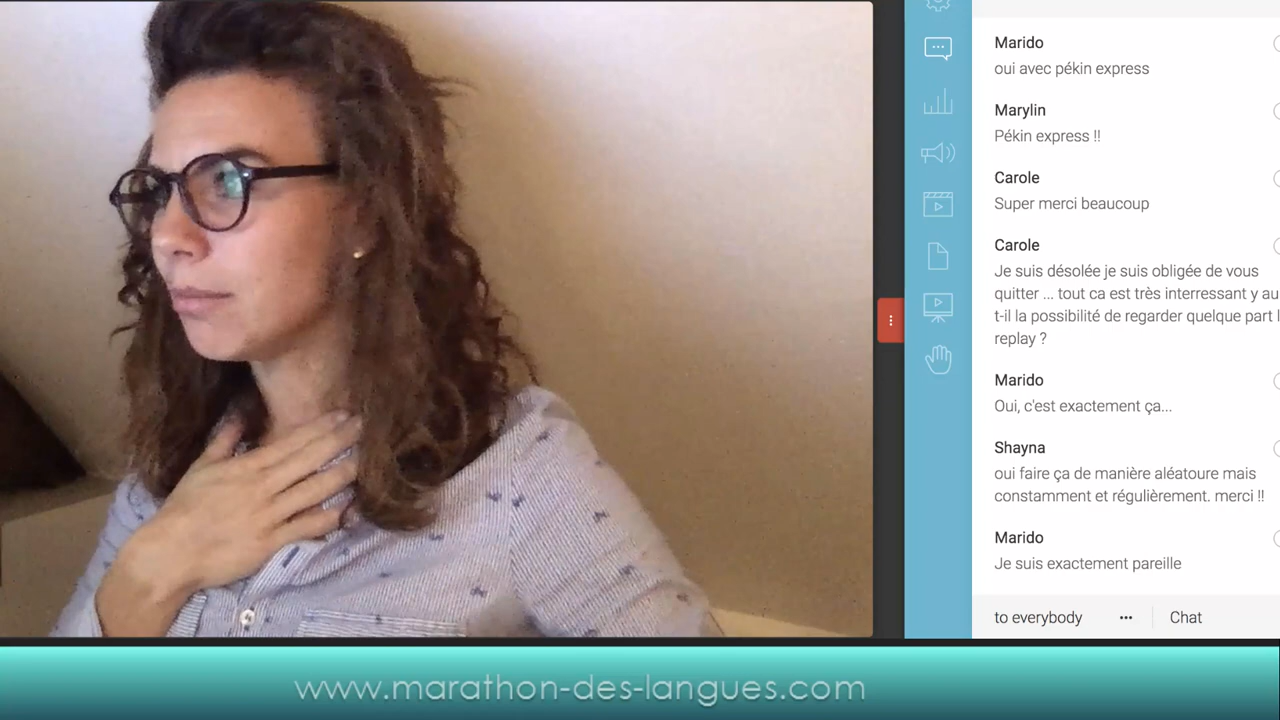 Marido
oui avec pékin express
Marylin
Pékin express !!
Carole
Super merci beaucoup
Carole
Je suis désolée je suis obligée de vous
quitter ... tout ca est très interressant y au
t-il la possibilité de regarder quelque part l
replay ?
Marido
Oui, c'est exactement ça...
Shayna
oui faire ça de manière aléatoure mais
constamment et régulièrement. merci !!
Marido
Je suis exactement pareille
to everybody ••• Chat
www.marathon-des-langues.com